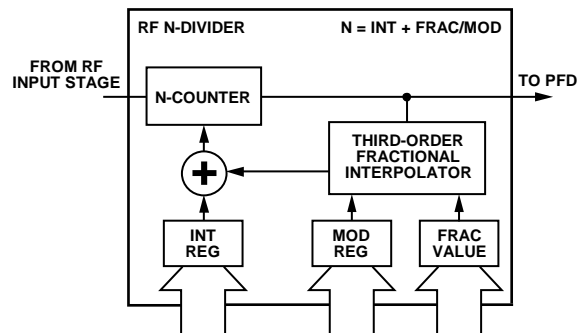 RF N-DIVIDER
N = INT + FRAC/MOD
FROM RF
INPUT STAGE
N-COUNTER
TO PFD
THIRD-ORDER
FRACTIONAL
INTERPOLATOR
+
INT
REG
MOD
REG
FRAC
VALUE